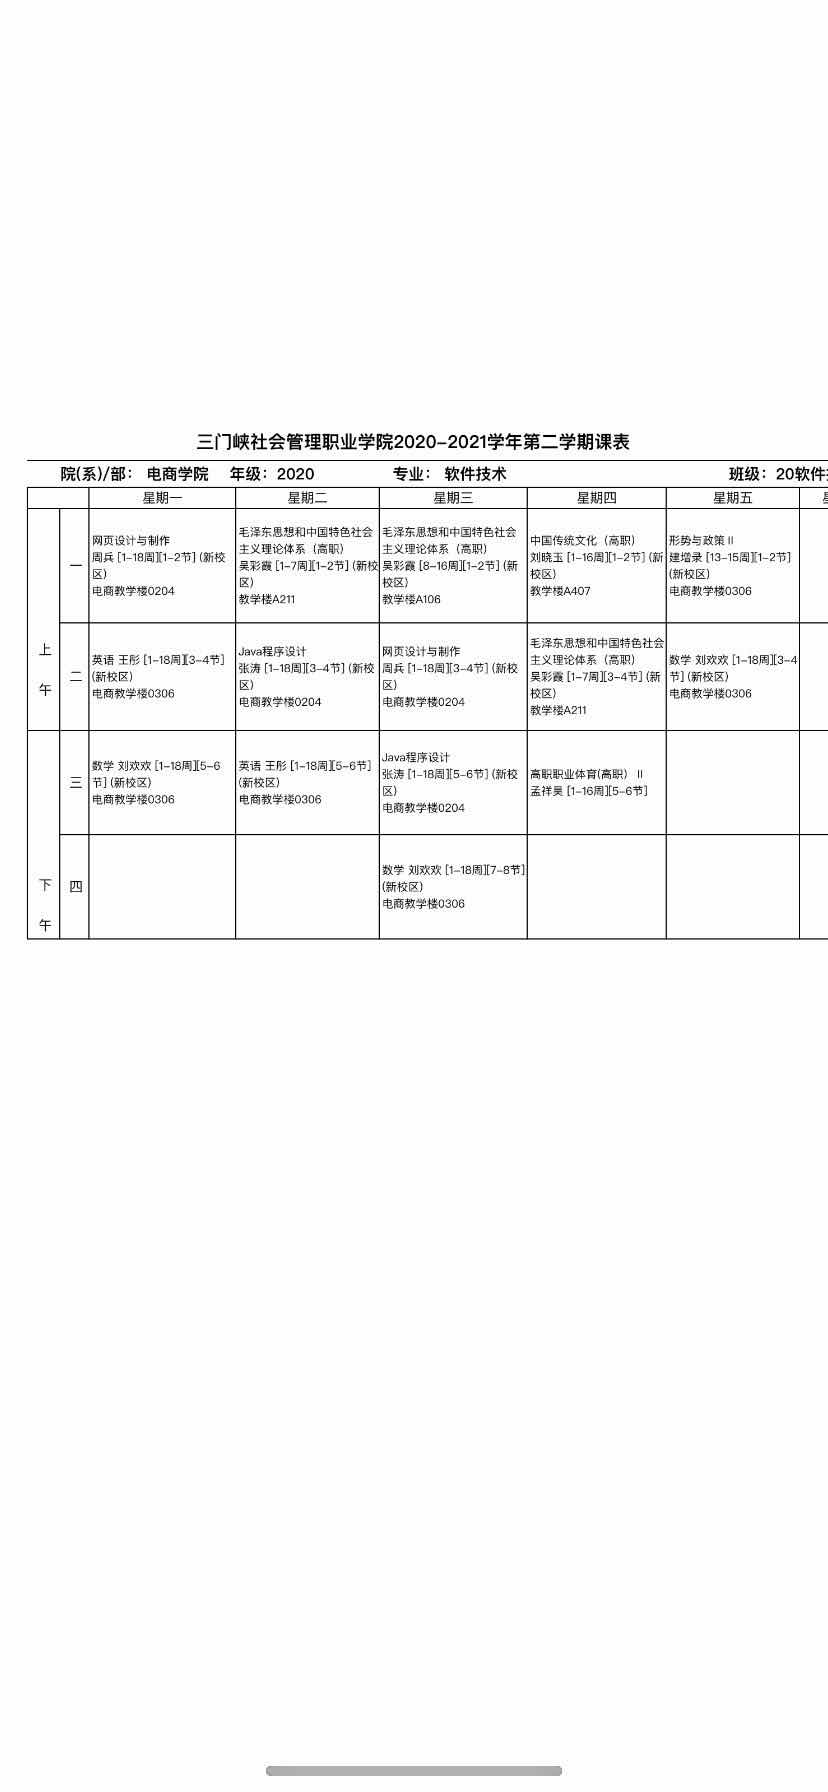 三门峡社会管理职业学院2020-2021学年第二学期课表
院(系)/部： 电商学院 年级：2020 专业： 软件技术 班级：20软件
星期一 星期二 星期三 星期四 星期五
上午
一
网页设计与制作
周兵 [1-18周][1-2节] (新校
区)
电商教学楼0204
毛泽东思想和中国特色社会
主义理论体系（高职）
吴彩霞 [1-7周][1-2节] (新校
区)
教学楼A211
毛泽东思想和中国特色社会
主义理论体系（高职）
吴彩霞 [8-16周][1-2节] (新
校区)
教学楼A106
中国传统文化（高职）
刘晓玉 [1-16周][1-2节] (新
校区)
教学楼A407
形势与政策 II
建增录 [13-15周][1-2节]
(新校区)
电商教学楼0306
二
英语 王彤 [1-18周][3-4节]
(新校区)
电商教学楼0306
Java程序设计
张涛 [1-18周][3-4节] (新校
区)
电商教学楼0204
网页设计与制作
周兵 [1-18周][3-4节] (新校
区)
电商教学楼0204
毛泽东思想和中国特色社会
主义理论体系（高职）
吴彩霞 [1-7周][3-4节] (新
校区)
教学楼A211
数学 刘欢欢 [1-18周][3-4
节] (新校区)
电商教学楼0306
下午
三
数学 刘欢欢 [1-18周][5-6
节] (新校区)
电商教学楼0306
英语 王彤 [1-18周][5-6节]
(新校区)
电商教学楼0306
Java程序设计
张涛 [1-18周][5-6节] (新校
区)
电商教学楼0204
高职职业体育(高职） II
孟祥昊 [1-16周][5-6节]
四
数学 刘欢欢 [1-18周][7-8节]
(新校区)
电商教学楼0306